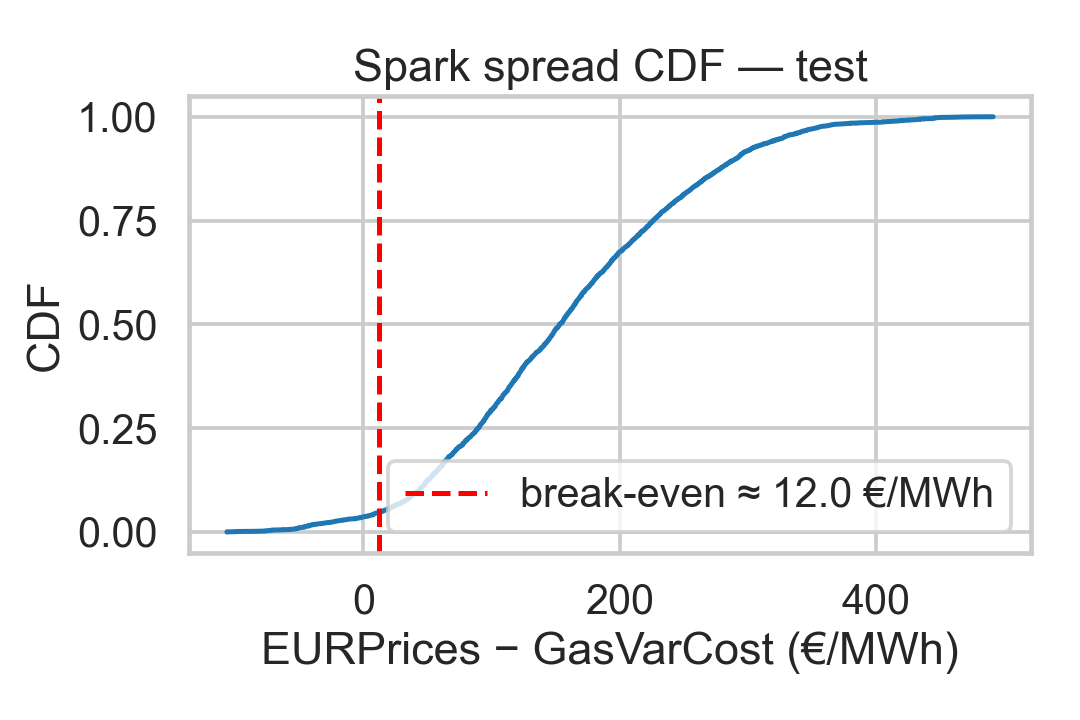 Spark spread CDF — test
CDF
1.00
0.75
0.50
0.25
0.00
break-even ≈ 12.0 €/MWh
0 200 400
EURPrices − GasVarCost (€/MWh)